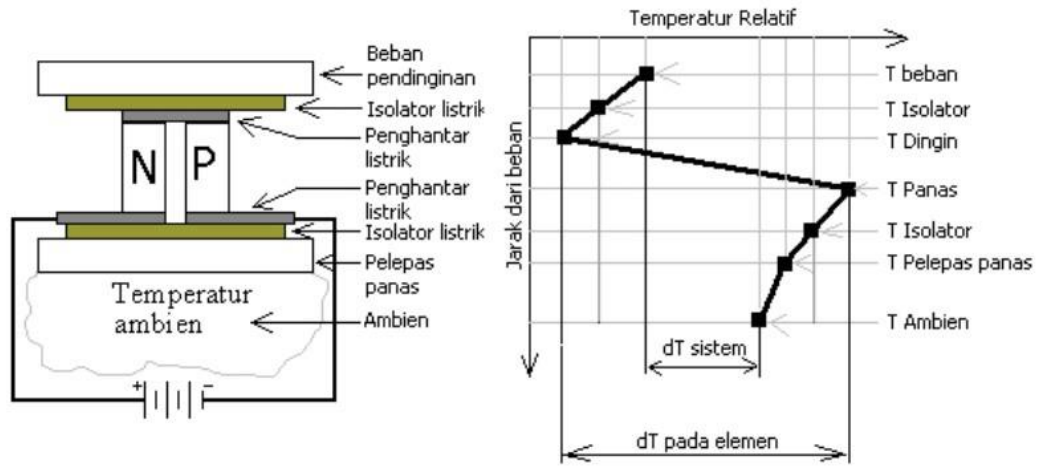 Beban
pendinginan
Isolator listrik
Penghantar
listrik
Penghantar
listrik
Isolator listrik
Pelepas
panas
Ambien
N P
Temperatur
ambien
+ -
Temperatur Relatif
Jarak dari beban
T beban
T Isolator
T Dingin
T Panas
T Isolator
T Pelepas panas
T Ambien
dT sistem
dT pada elemen